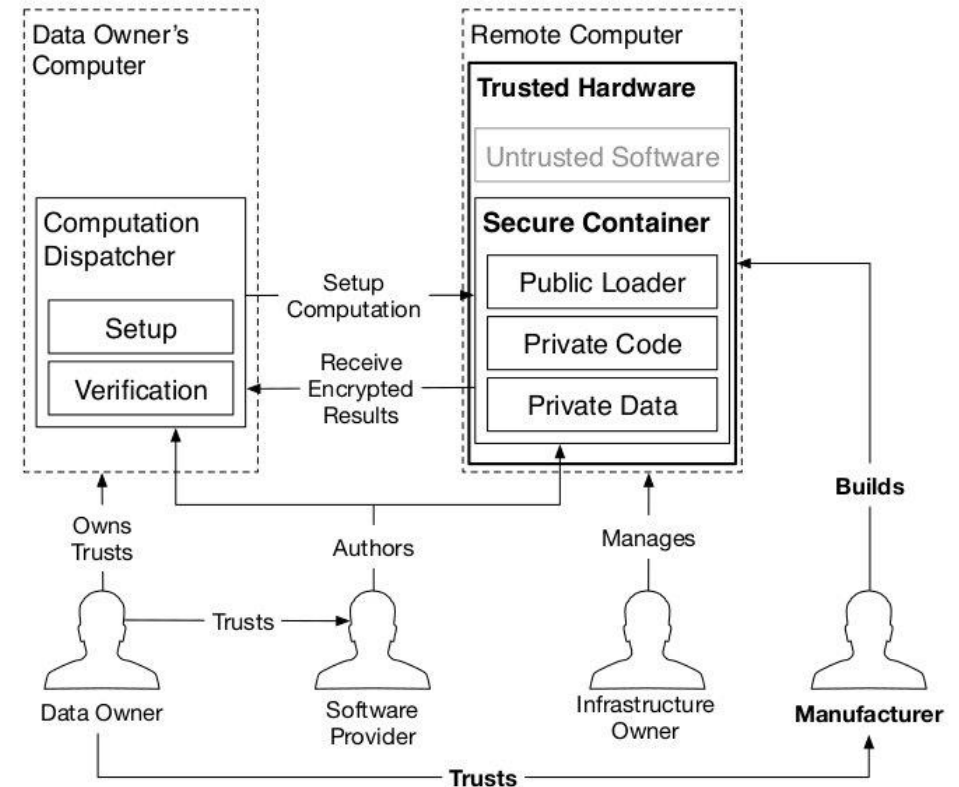 Data Owner's
Computer
Remote Computer
Trusted Hardware
Untrusted Software
Computation
Dispatcher
Secure Container
Setup
Verification
Setup
Computation
Receive
Encrypted
Results
Public Loader
Private Code
Private Data
Owns
Trusts
Authors
Manages
Builds
Trusts
Data Owner
Software
Provider
Infrastructure
Owner
Manufacturer
Trusts